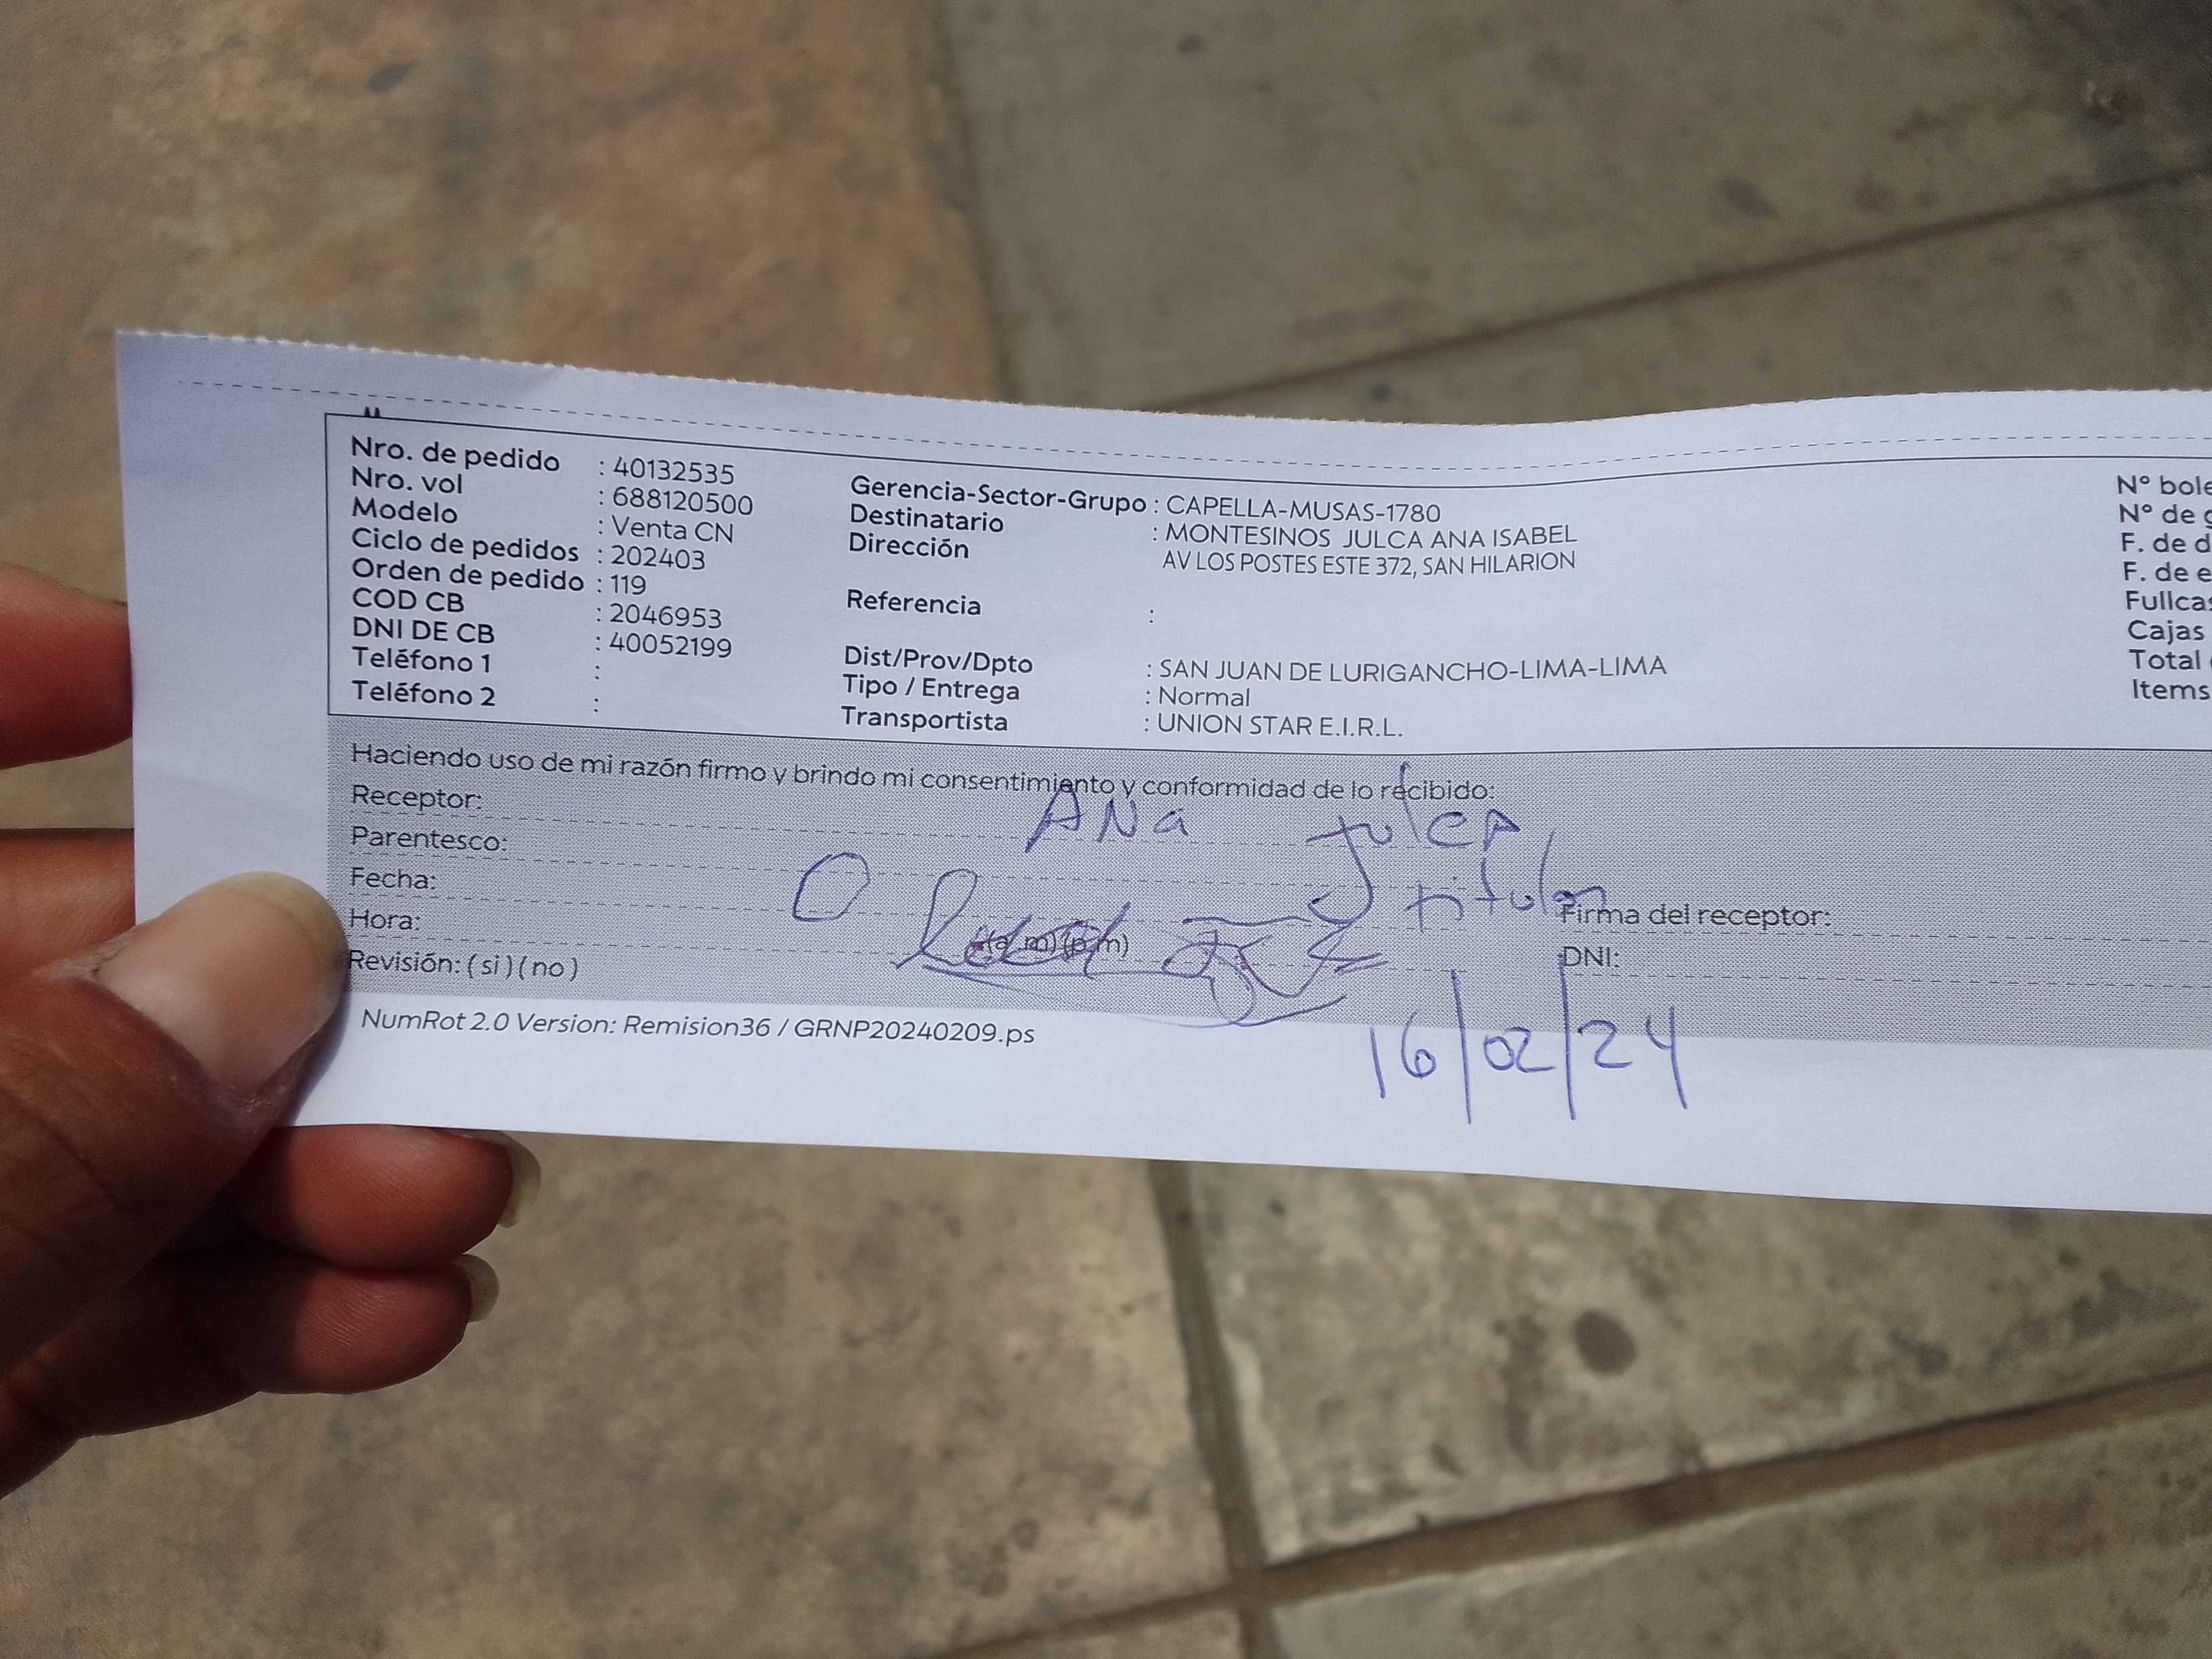 Nro. de pedido : 40132535
Nro. vol : 688120500
Modelo : Venta CN
Ciclo de pedidos : 202403
Orden de pedido : 119
COD CB : 2046953
DNI DE CB : 40052199
Teléfono 1 :
Teléfono 2 :
Gerencia-Sector-Grupo : CAPELLA-MUSAS-1780
Destinatario : MONTESINOS JULCA ANA ISABEL
Dirección AV LOS POSTES ESTE 372, SAN HILARION
Referencia :
Dist/Prov/Dpto : SAN JUAN DE LURIGANCHO-LIMA-LIMA
Tipo / Entrega : Normal
Transportista : UNION STAR E.I.R.L.
N°
N° de
F. de
F. de
Cajas
Total
Items
Haciendo uso de mi razón firmo y brindo mi consentimiento y conformidad de lo recibido:
Receptor: ANa Julca
Parentesco: titular
Fecha:
Hora: (a m) (p m)
Revisión: ( si ) ( no )
Firma del receptor:
DNI:
16/02/24
NumRot 2.0 Version: Remision36 / GRNP20240209.ps